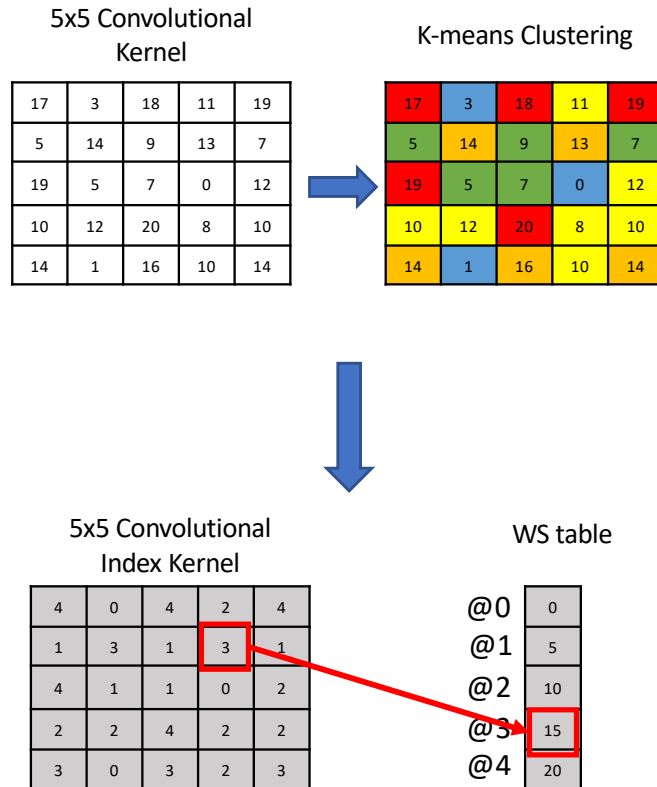 5x5 Convolutional
Kernel
K-means Clustering
17 3 18 11 19
5 14 9 13 7
19 5 7 0 12
10 12 20 8 10
14 1 16 10 14
17 3 18 11 19
5 14 9 13 7
19 5 7 0 12
10 12 20 8 10
14 1 16 10 14
5x5 Convolutional
Index Kernel
WS table
4 0 4 2 4
1 3 1 3 1
4 1 1 0 2
2 2 4 2 2
3 0 3 2 3
@0 0
@1 5
@2 10
@3 15
@4 20